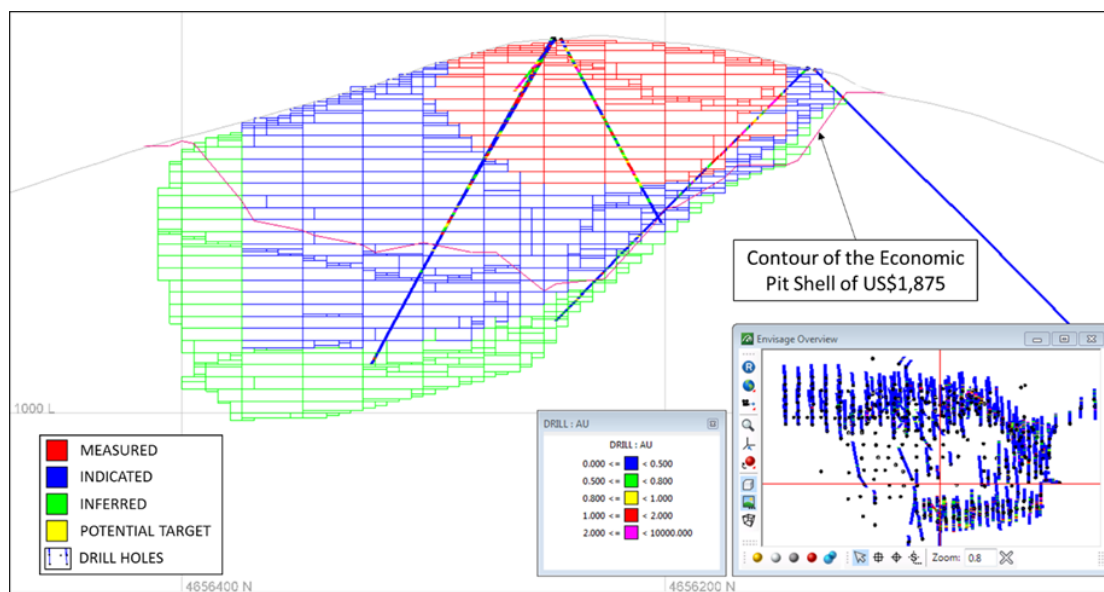 Contour of the Economic
Pit Shell of US$1,875
Envisage Overview
R
1000 L
DRILL : AU
DRILL : AU
0.000 <= < 0.500
0.500 <= < 0.800
0.800 <= < 1.000
1.000 <= < 2.000
2.000 <= < 10000.000
MEASURED
INDICATED
INFERRED
POTENTIAL TARGET
DRILL HOLES
Zoom: 0.8
4656400 N
4656200 N